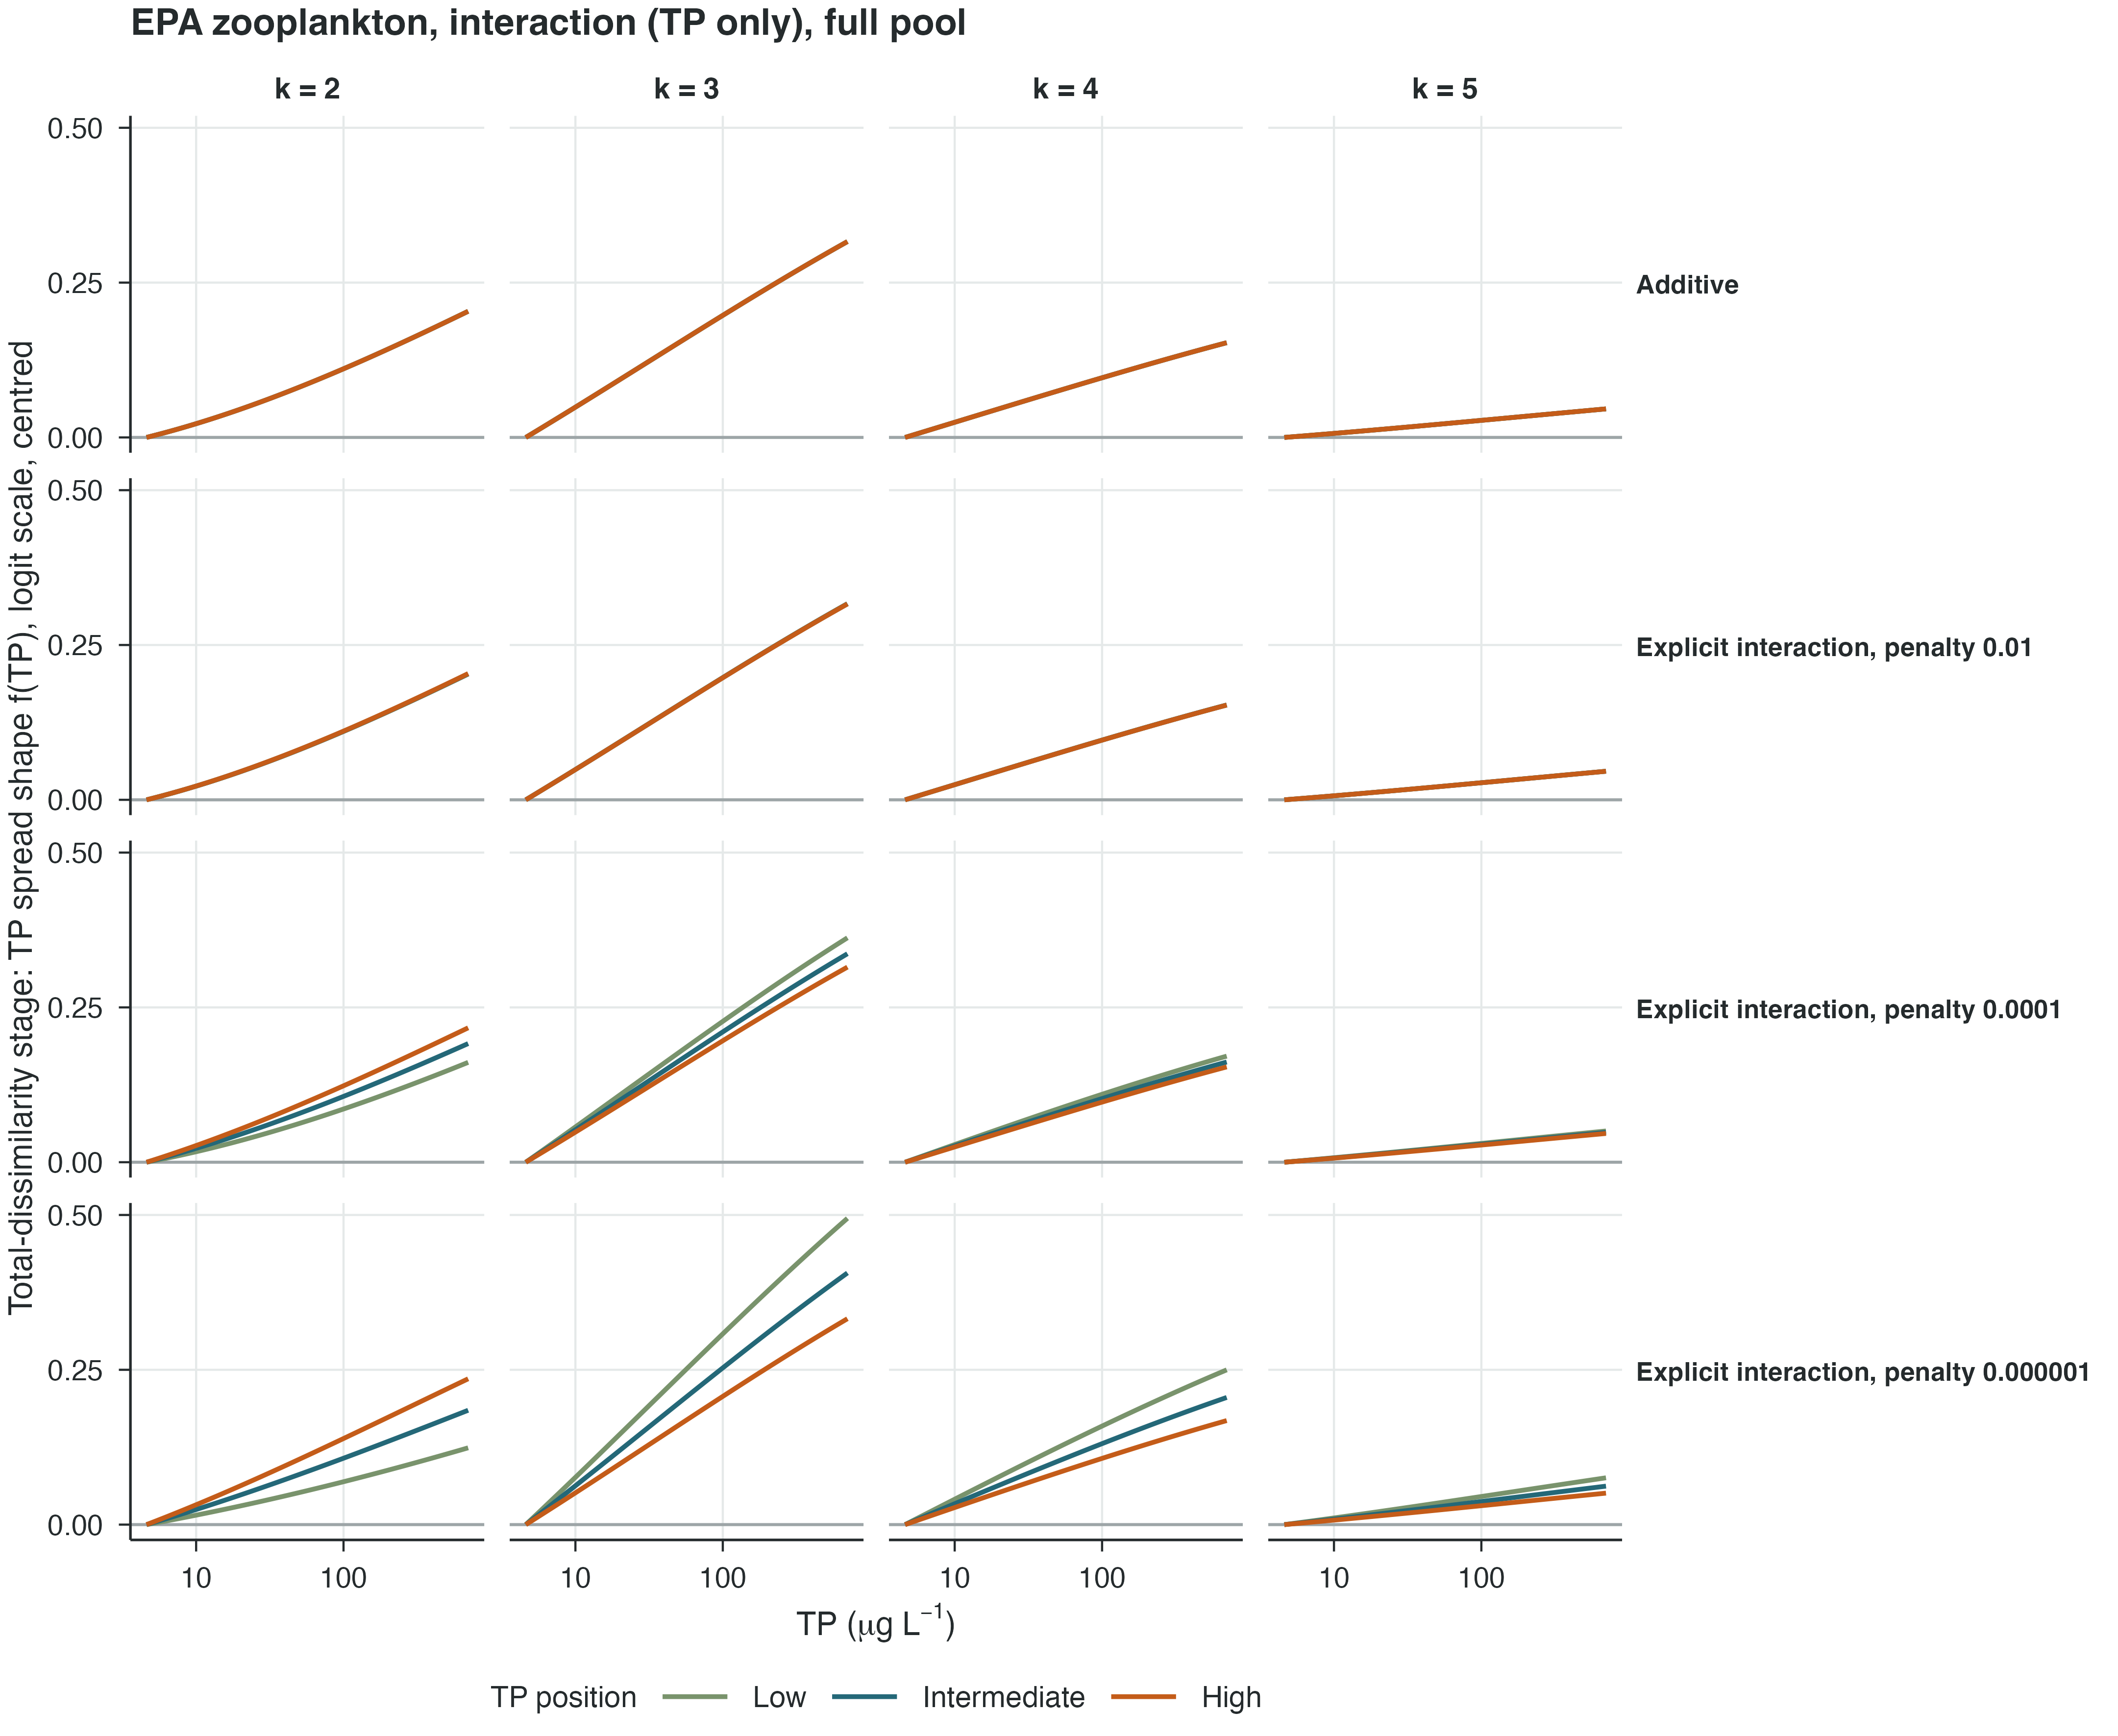 EPA zooplankton, interaction (TP only), full pool
k = 2
k = 3
k = 4
k = 5
Total-dissimilarity stage: TP spread shape f(TP), logit scale, centred
0.50
0.25
0.00
Additive
0.50
0.25
0.00
Explicit interaction, penalty 0.01
0.50
0.25
0.00
Explicit interaction, penalty 0.0001
0.50
0.25
0.00
Explicit interaction, penalty 0.000001
10 100
10 100
10 100
10 100
TP (μg L⁻¹)
TP position Low Intermediate High